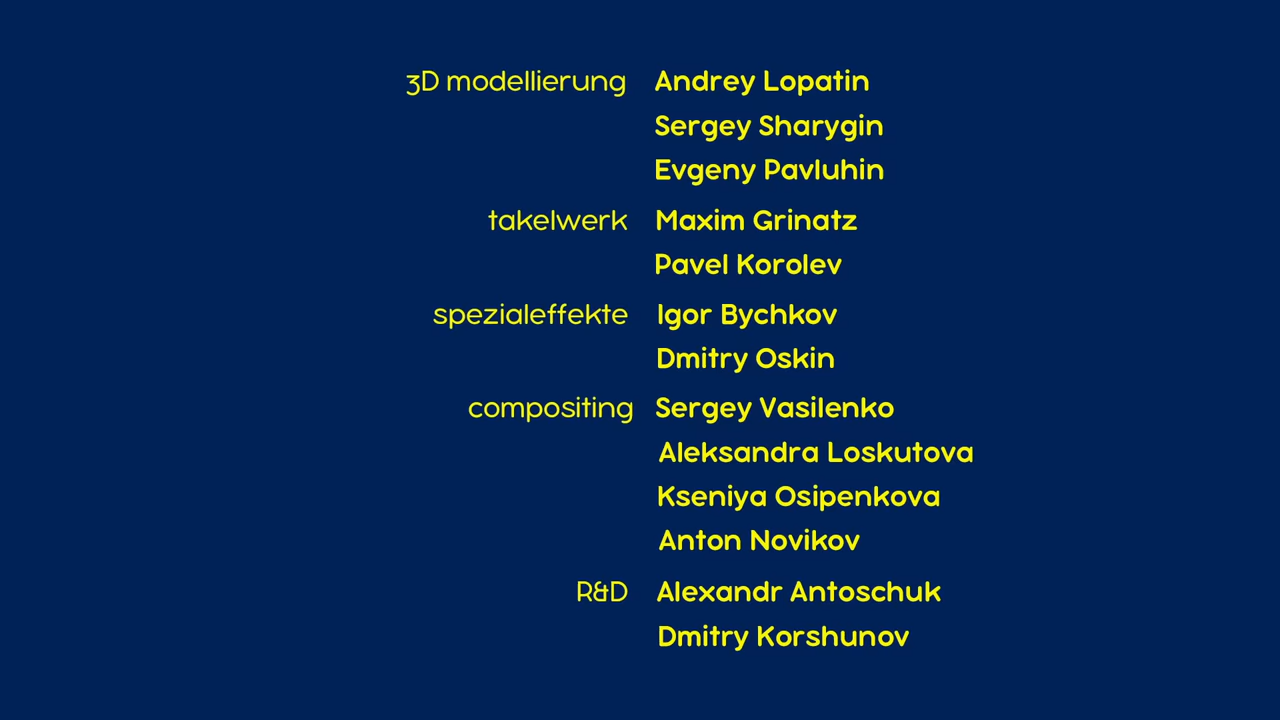 3D modellierung Andrey Lopatin
Sergey Sharygin
Evgeny Pavluhin
takelwerk Maxim Grinatz
Pavel Korolev
spezialeffekte Igor Bychkov
Dmitry Oskin
compositing Sergey Vasilenko
Aleksandra Loskutova
Kseniya Osipenkova
Anton Novikov
R&D Alexandr Antoschuk
Dmitry Korshunov